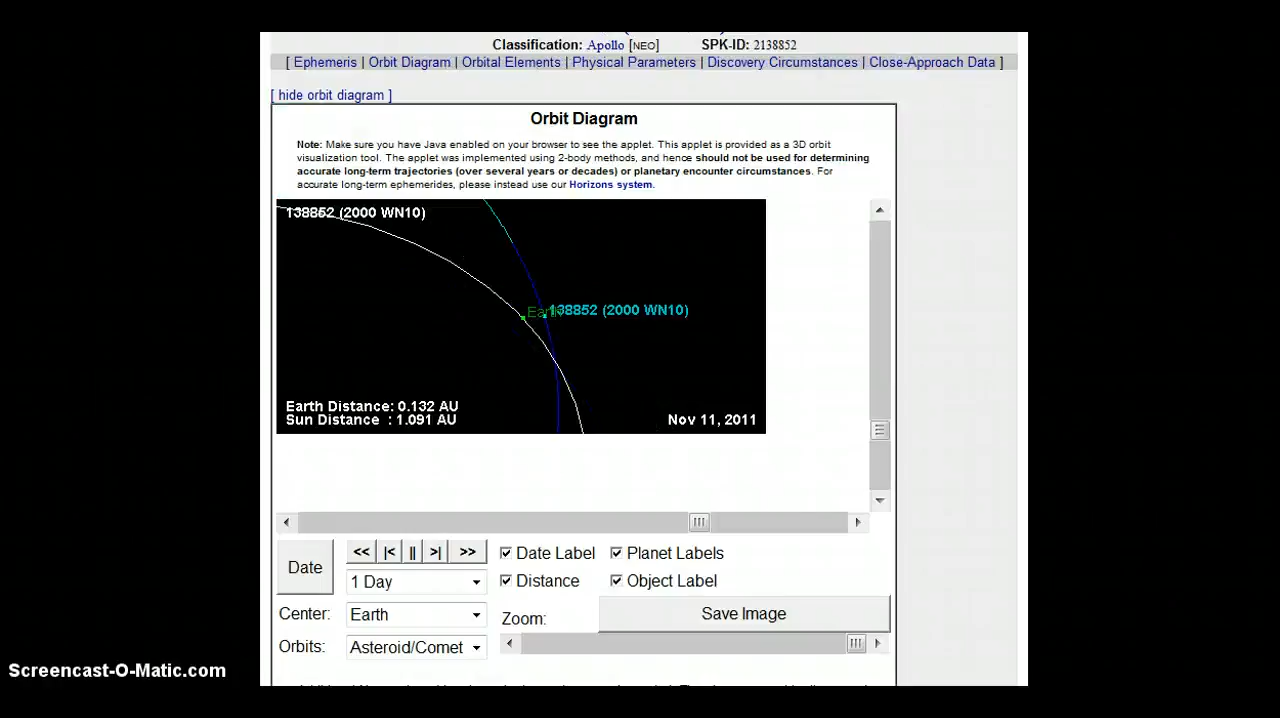 Classification: Apollo [NEO] SPK-ID: 2138852
[ Ephemeris | Orbit Diagram | Orbital Elements | Physical Parameters | Discovery Circumstances | Close-Approach Data ]
[ hide orbit diagram ]
Orbit Diagram
Note: Make sure you have Java enabled on your browser to see the applet. This applet is provided as a 3D orbit
visualization tool. The applet was implemented using 2-body methods, and hence should not be used for determining
accurate long-term trajectories (over several years or decades) or planetary encounter circumstances. For
accurate long-term ephemerides, please instead use our Horizons system.
138852 (2000 WN10)
Earth 138852 (2000 WN10)
Earth Distance: 0.132 AU
Sun Distance : 1.091 AU Nov 11, 2011
Date << |< || >| >> Date Label Planet Labels
1 Day Distance Object Label
Center: Earth Zoom: Save Image
Orbits: Asteroid/Comet
Screencast-O-Matic.com